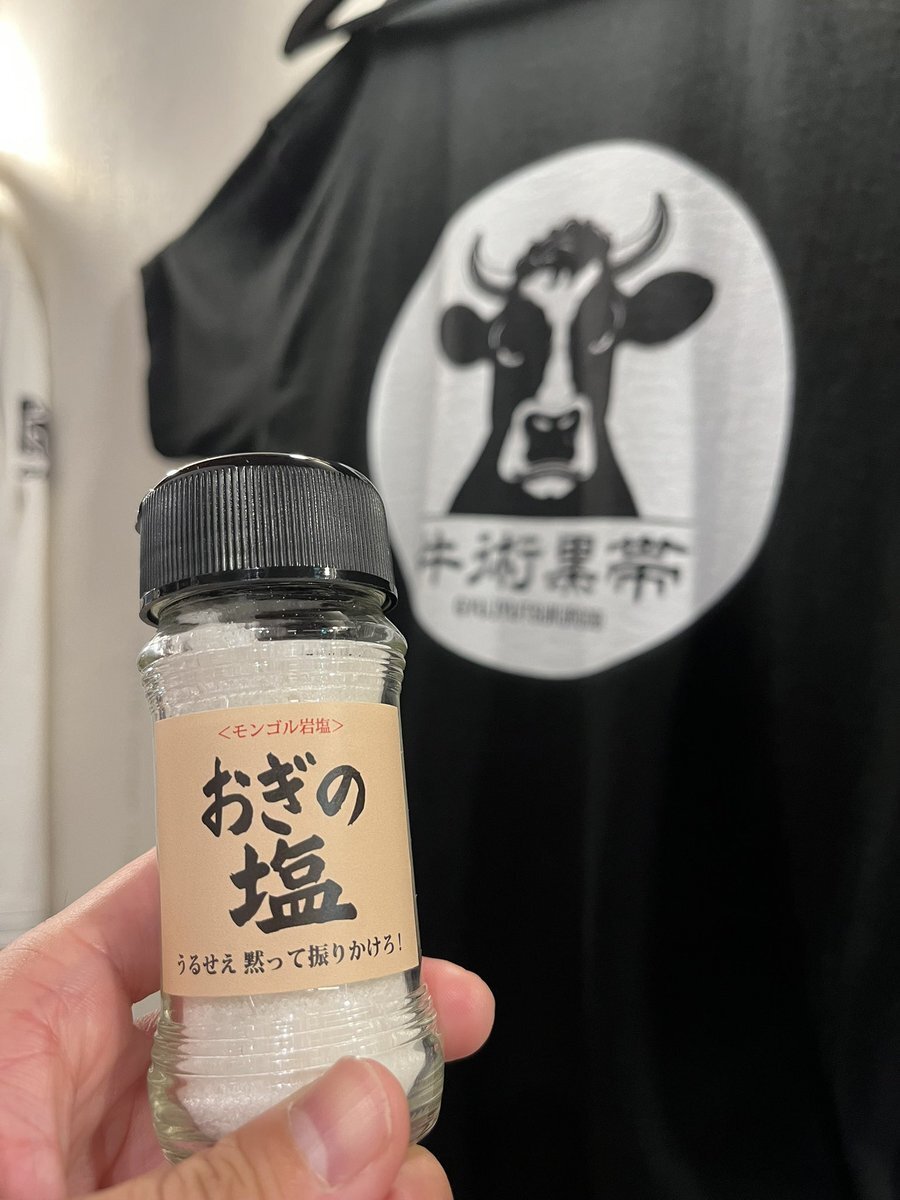 牛術黒帯
<モンゴル岩塩>
おぎの
塩
うるせえ 黙って振りかけろ!